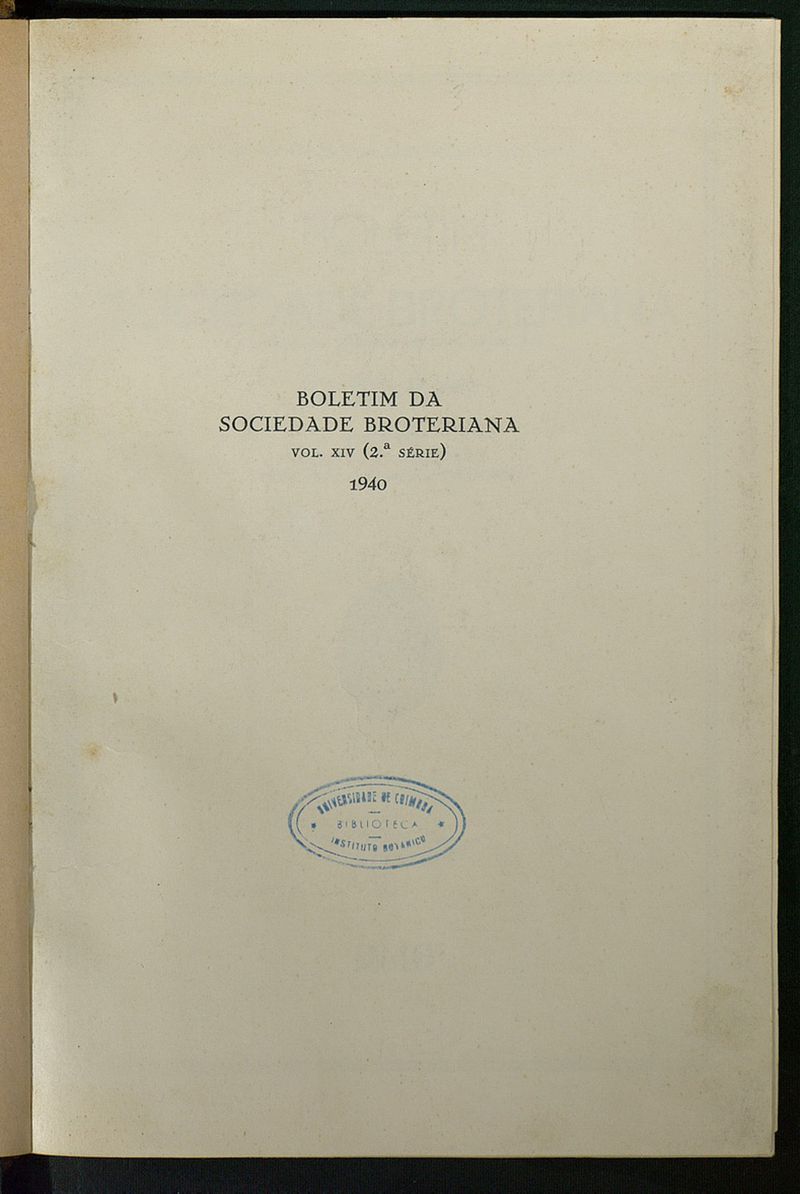 BOLETIM DA
SOCIEDADE BROTERIANA
VOL. XIV (2.ª SÉRIE)
1940
UNIVERSIDADE DE COIMBRA
BIBLIOTECA
INSTITUTO BOTANICO